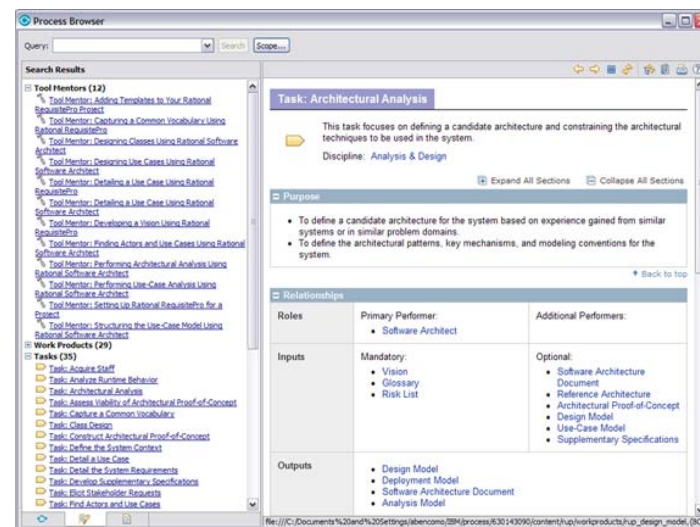 Process Browser
Query:
Search
Scope...
Search Results
Tool Mentors (12)
Tool Mentor: Adding Templates to Your Rational
RequisitePro Project
Tool Mentor: Capturing a Common Vocabulary Using
Rational RequisitePro
Tool Mentor: Designing Classes Using Rational Software
Architect
Tool Mentor: Designing Use Cases Using Rational
Software Architect
Tool Mentor: Detailing a Use Case Using Rational
RequisitePro
Tool Mentor: Detailing a Use Case Using Rational
Software Architect
Tool Mentor: Developing a Vision Using Rational
RequisitePro
Tool Mentor: Finding Actors and Use Cases Using Rational
Software Architect
Tool Mentor: Performing Architectural Analysis Using
Rational Software Architect
Tool Mentor: Performing Use-Case Analysis Using
Rational Software Architect
Tool Mentor: Setting Up Rational RequisitePro for a
Project
Tool Mentor: Structuring the Use-Case Model Using
Rational Software Architect
Work Products (29)
Tasks (35)
Task: Acquire Staff
Task: Analyze Runtime Behavior
Task: Architectural Analysis
Task: Assess Viability of Architectural Proof-of-Concept
Task: Capture a Common Vocabulary
Task: Class Design
Task: Construct Architectural Proof-of-Concept
Task: Define the System Context
Task: Detail a Use Case
Task: Detail the System Requirements
Task: Develop Supplementary Specifications
Task: Elicit Stakeholder Requests
Task: Find Actors and Use Cases
Task: Architectural Analysis
This task focuses on defining a candidate architecture and constraining the architectural
techniques to be used in the system.
Discipline: Analysis & Design
Expand All Sections Collapse All Sections
Purpose
• To define a candidate architecture for the system based on experience gained from similar
systems or in similar problem domains.
• To define the architectural patterns, key mechanisms, and modeling conventions for the
system.
Back to top
Relationships
Roles
Primary Performer:
• Software Architect
Additional Performers:
Inputs
Mandatory:
• Vision
• Glossary
• Risk List
Optional:
• Software Architecture
Document
• Reference Architecture
• Architectural Proof-of-Concept
• Design Model
• Use-Case Model
• Supplementary Specifications
Outputs
• Design Model
• Deployment Model
• Software Architecture Document
• Analysis Model
file:///C:/Documents%20and%20Settings/abencomo/IBM/process/630143090/content/rup/workproducts/rup_design_model_